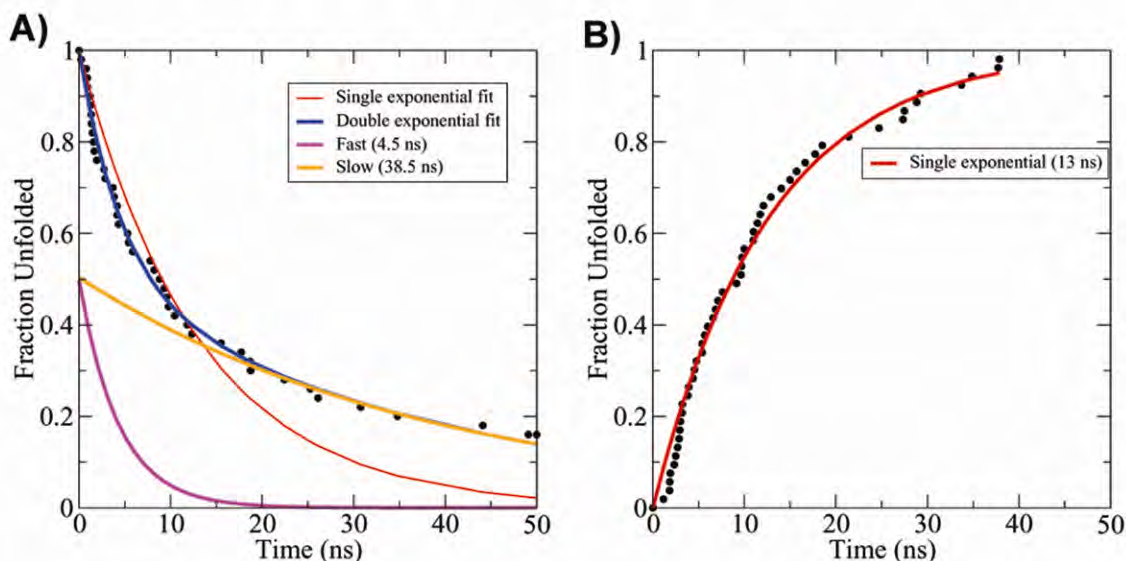 A)
Fraction Unfolded
1
0.8
0.6
0.4
0.2
0
0 10 20 30 40 50
Time (ns)
Single exponential fit
Double exponential fit
Fast (4.5 ns)
Slow (38.5 ns)
B)
Fraction Unfolded
1
0.8
0.6
0.4
0.2
0
0 10 20 30 40 50
Time (ns)
Single exponential (13 ns)